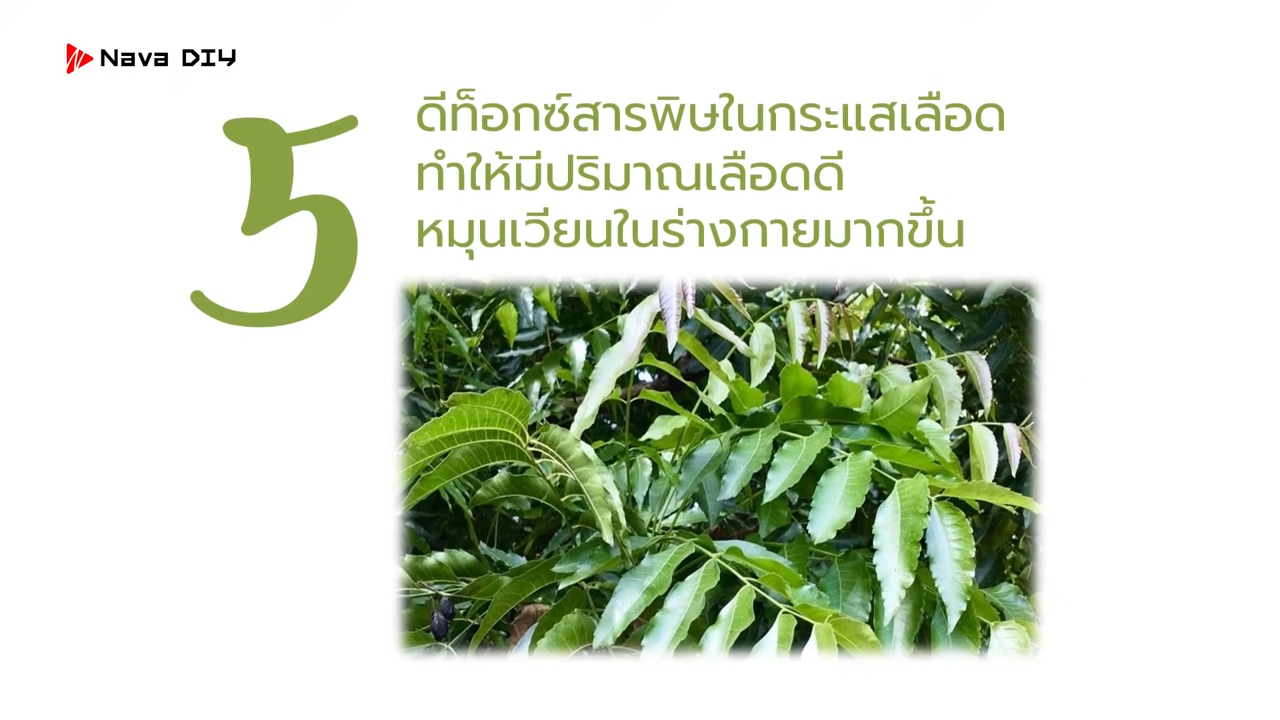 Nava DIY
5
ดีท็อกซ์สารพิษในกระแสเลือด
ทำให้มีปริมาณเลือดดี
หมุนเวียนในร่างกายมากขึ้น